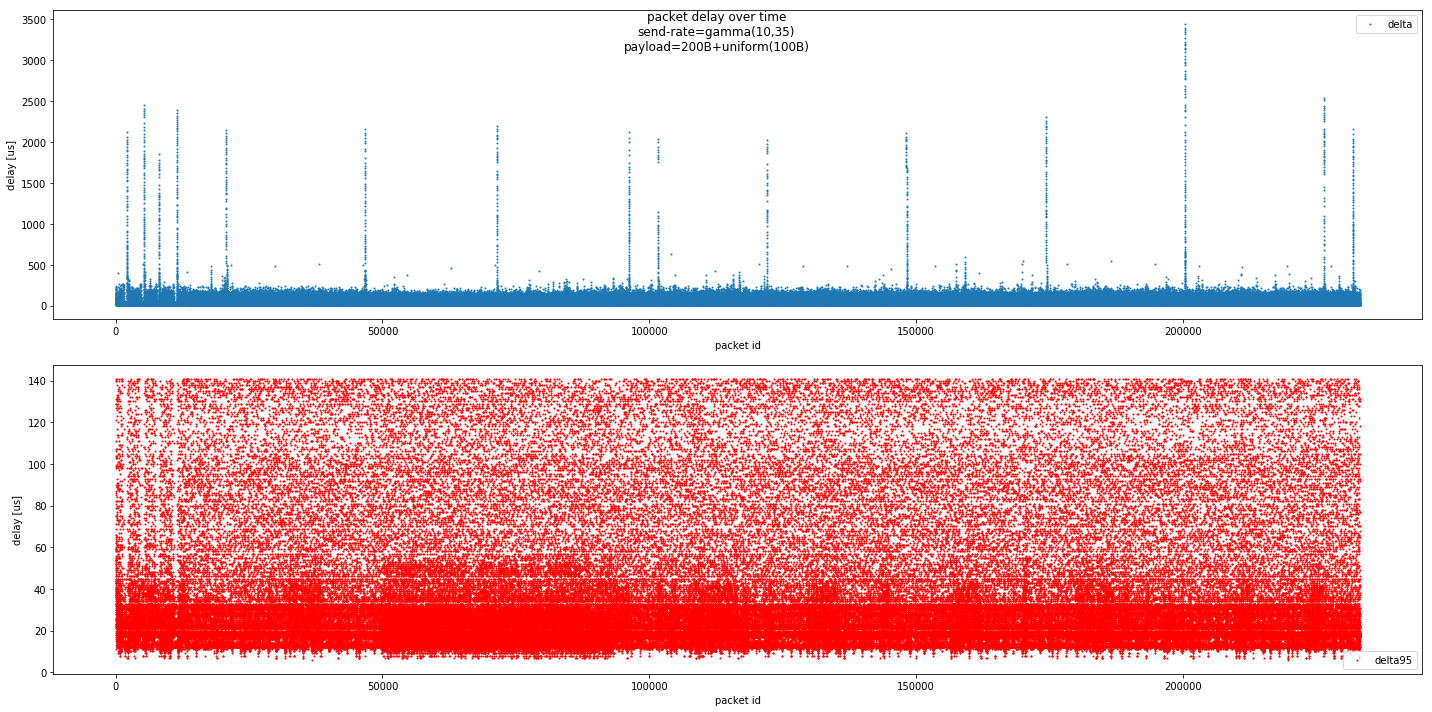 packet delay over time
send-rate=gamma(10,35)
payload=200B+uniform(100B)
delta
delay [us]
3500
3000
2500
2000
1500
1000
500
0
0
50000
100000
150000
200000
packet id
delay [us]
140
120
100
80
60
40
20
0
delta95
0
50000
100000
150000
200000
packet id